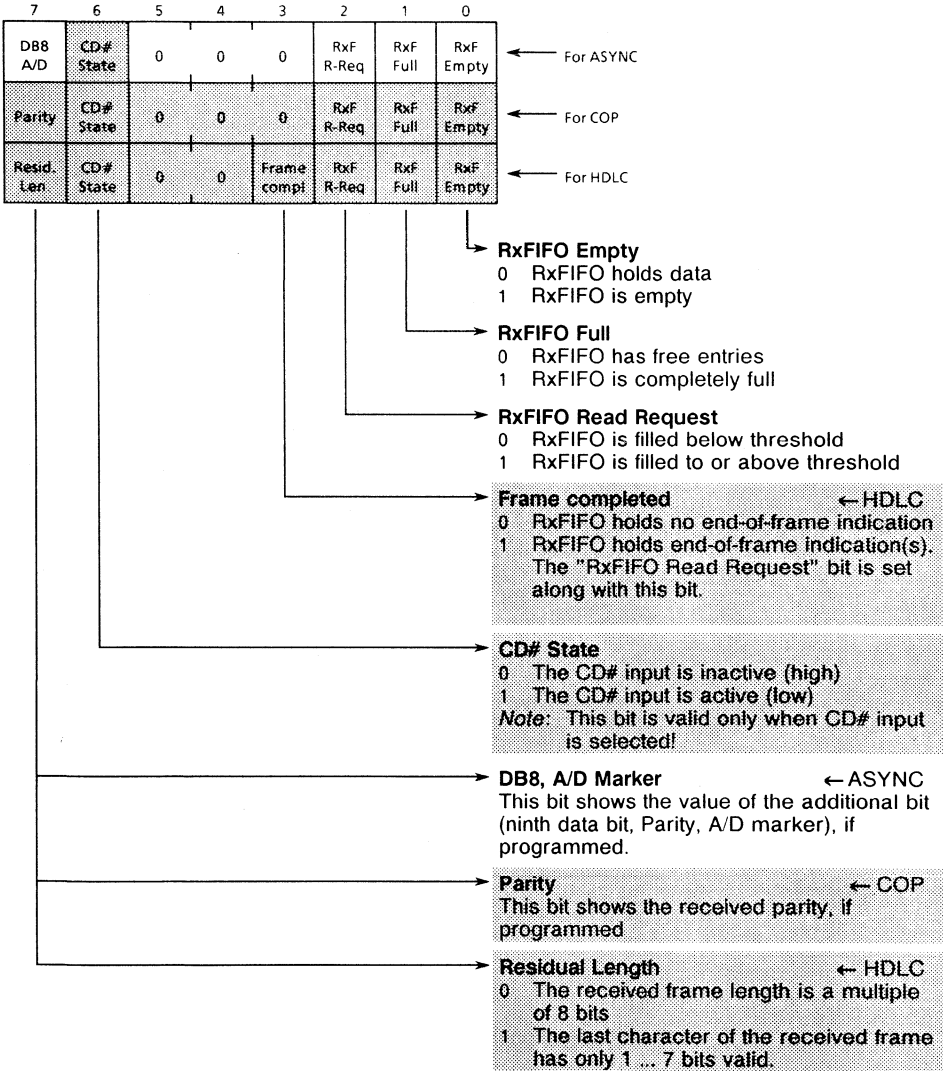 7 6 5 4 3 2 1 0
DB8 A/D CD# State 0 0 0 RxF R-Req RxF Full RxF Empty ← For ASYNC
Parity CD# State 0 0 0 RxF R-Req RxF Full RxF Empty ← For COP
Resid. Len CD# State 0 0 Frame compl RxF R-Req RxF Full RxF Empty ← For HDLC
RxFIFO Empty
0 RxFIFO holds data
1 RxFIFO is empty
RxFIFO Full
0 RxFIFO has free entries
1 RxFIFO is completely full
RxFIFO Read Request
0 RxFIFO is filled below threshold
1 RxFIFO is filled to or above threshold
Frame completed ← HDLC
0 RxFIFO holds no end-of-frame indication
1 RxFIFO holds end-of-frame indication(s).
The "RxFIFO Read Request" bit is set
along with this bit.
CD# State
0 The CD# input is inactive (high)
1 The CD# input is active (low)
Note: This bit is valid only when CD# input
is selected!
DB8, A/D Marker ← ASYNC
This bit shows the value of the additional bit
(ninth data bit, Parity, A/D marker), if
programmed.
Parity ← COP
This bit shows the received parity, if
programmed
Residual Length ← HDLC
0 The received frame length is a multiple
of 8 bits
1 The last character of the received frame
has only 1 ... 7 bits valid.